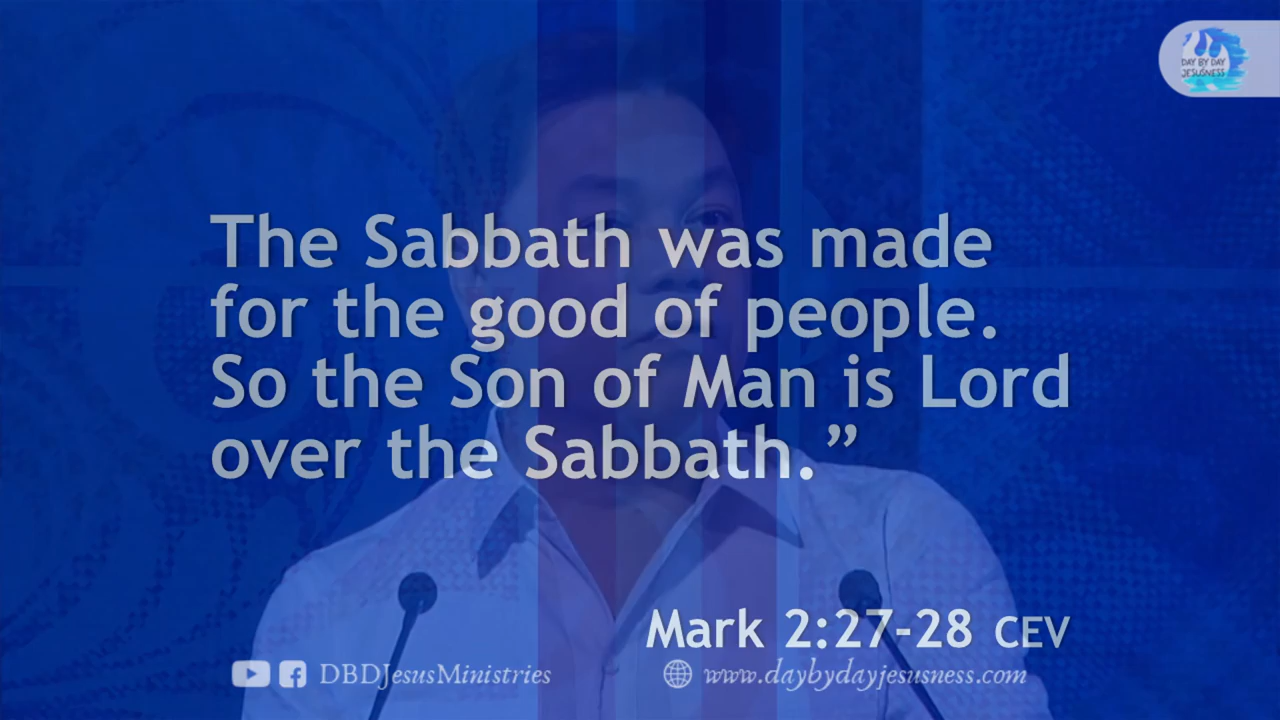 DAY BY DAY
JESUSNESS
The Sabbath was made
for the good of people.
So the Son of Man is Lord
over the Sabbath.”
Mark 2:27-28 CEV
DBDJesusMinistries
www.daybydayjesusness.com